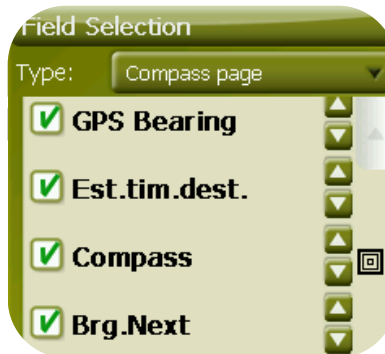 Field Selection
Type: Compass page
GPS Bearing
Est.tim.dest.
Compass
Brg.Next